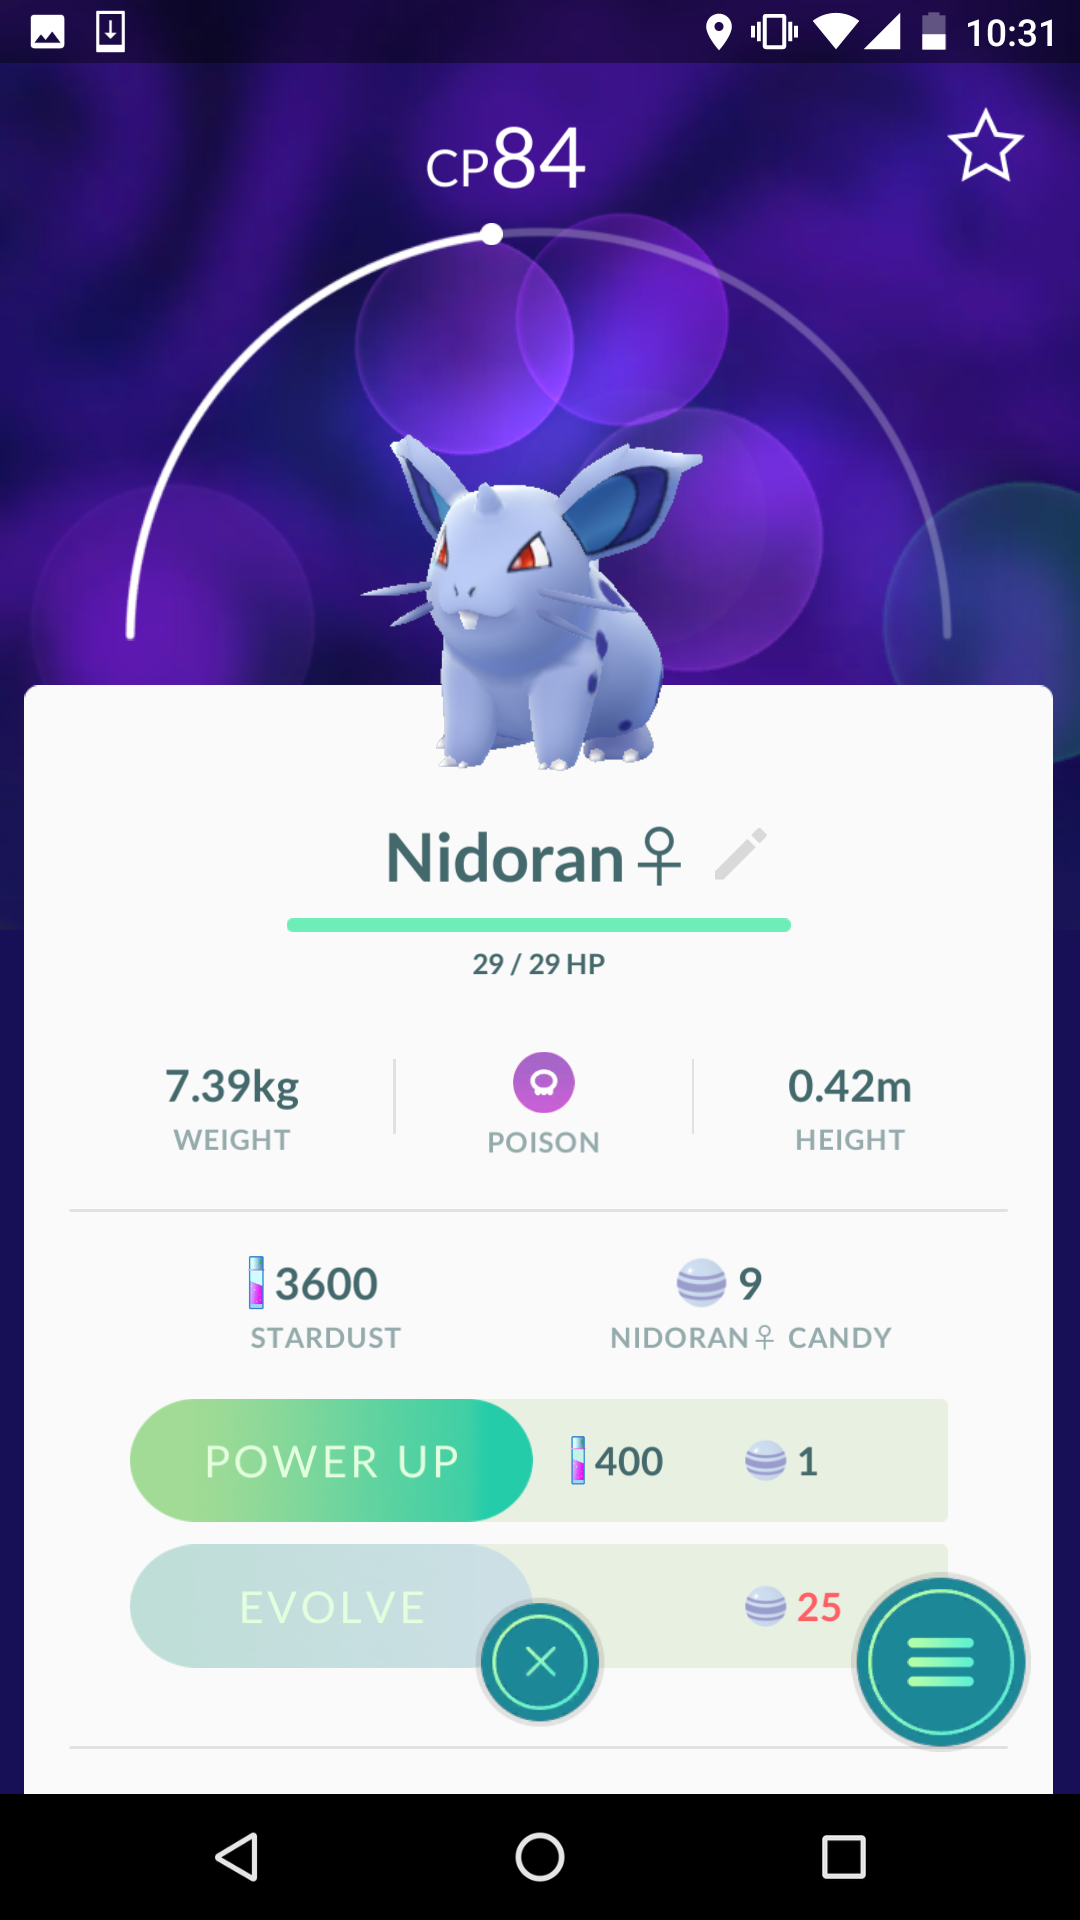 10:31
CP84
Nidoran♀
29 / 29 HP
7.39kg
WEIGHT
POISON
0.42m
HEIGHT
3600
STARDUST
9
NIDORAN♀ CANDY
POWER UP 400 1
EVOLVE 25